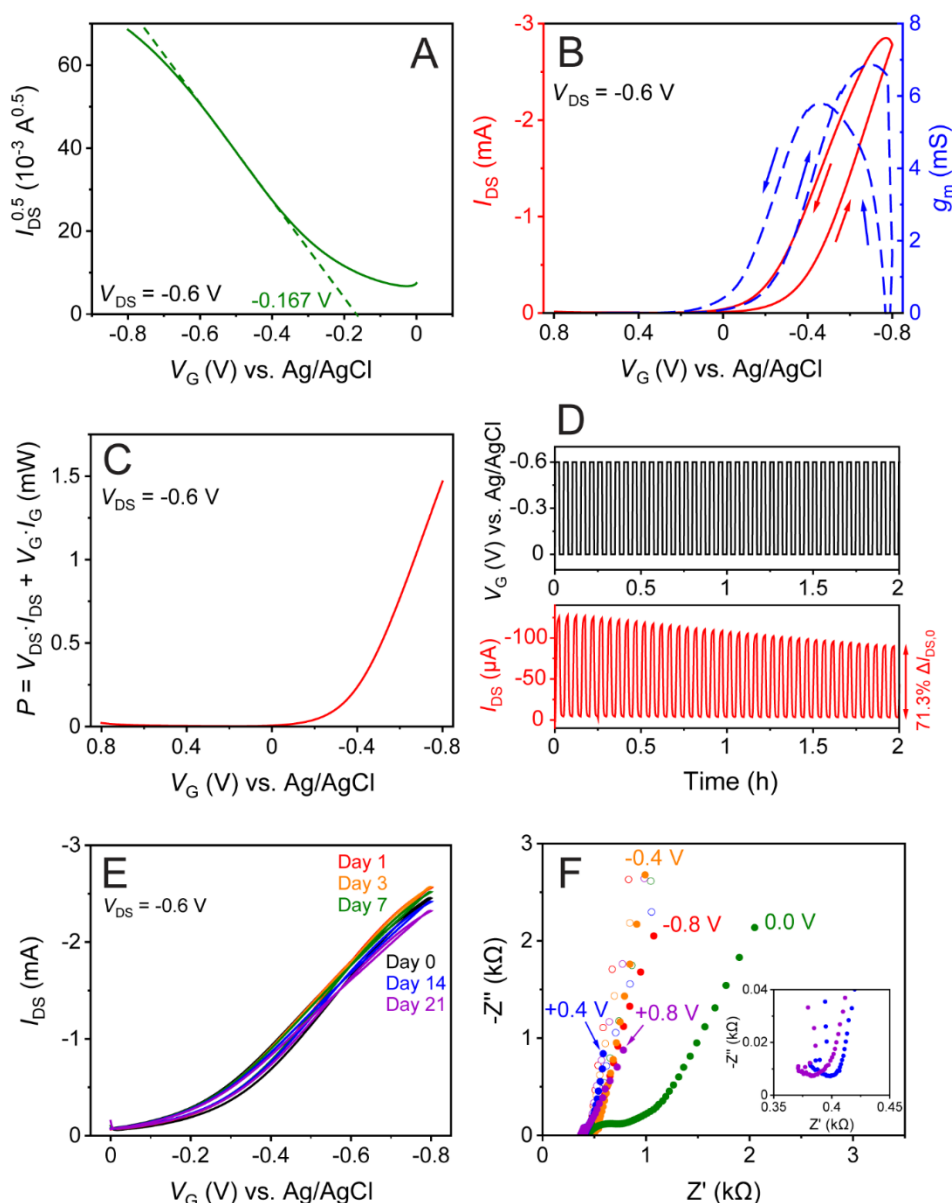 A
I_DS^0.5 (10^-3 A^0.5)
60
40
20
0
V_DS = -0.6 V
-0.167 V
-0.8 -0.6 -0.4 -0.2 0
V_G (V) vs. Ag/AgCl
B
I_DS (mA)
-3
-2
-1
0
V_DS = -0.6 V
8
6
4
2
0
g_m (mS)
0.8 0.4 0 -0.4 -0.8
V_G (V) vs. Ag/AgCl
C
P = V_DS·I_DS + V_G·I_G (mW)
1.5
1
0.5
0
V_DS = -0.6 V
0.8 0.4 0 -0.4 -0.8
V_G (V) vs. Ag/AgCl
D
V_G (V) vs. Ag/AgCl
-0.6
-0.3
0
0 0.5 1 1.5 2
I_DS (µA)
-100
-50
0
71.3% ΔI_DS,0
0 0.5 1 1.5 2
Time (h)
E
I_DS (mA)
-3
-2
-1
0
V_DS = -0.6 V
Day 1
Day 3
Day 7
Day 0
Day 14
Day 21
0 -0.2 -0.4 -0.6 -0.8
V_G (V) vs. Ag/AgCl
F
-Z" (kΩ)
3
2
1
0
-0.4 V
-0.8 V
0.0 V
+0.4 V
+0.8 V
-Z" (kΩ)
0.04
0.02
0
0.35 0.4 0.45
Z' (kΩ)
0 1 2 3
Z' (kΩ)